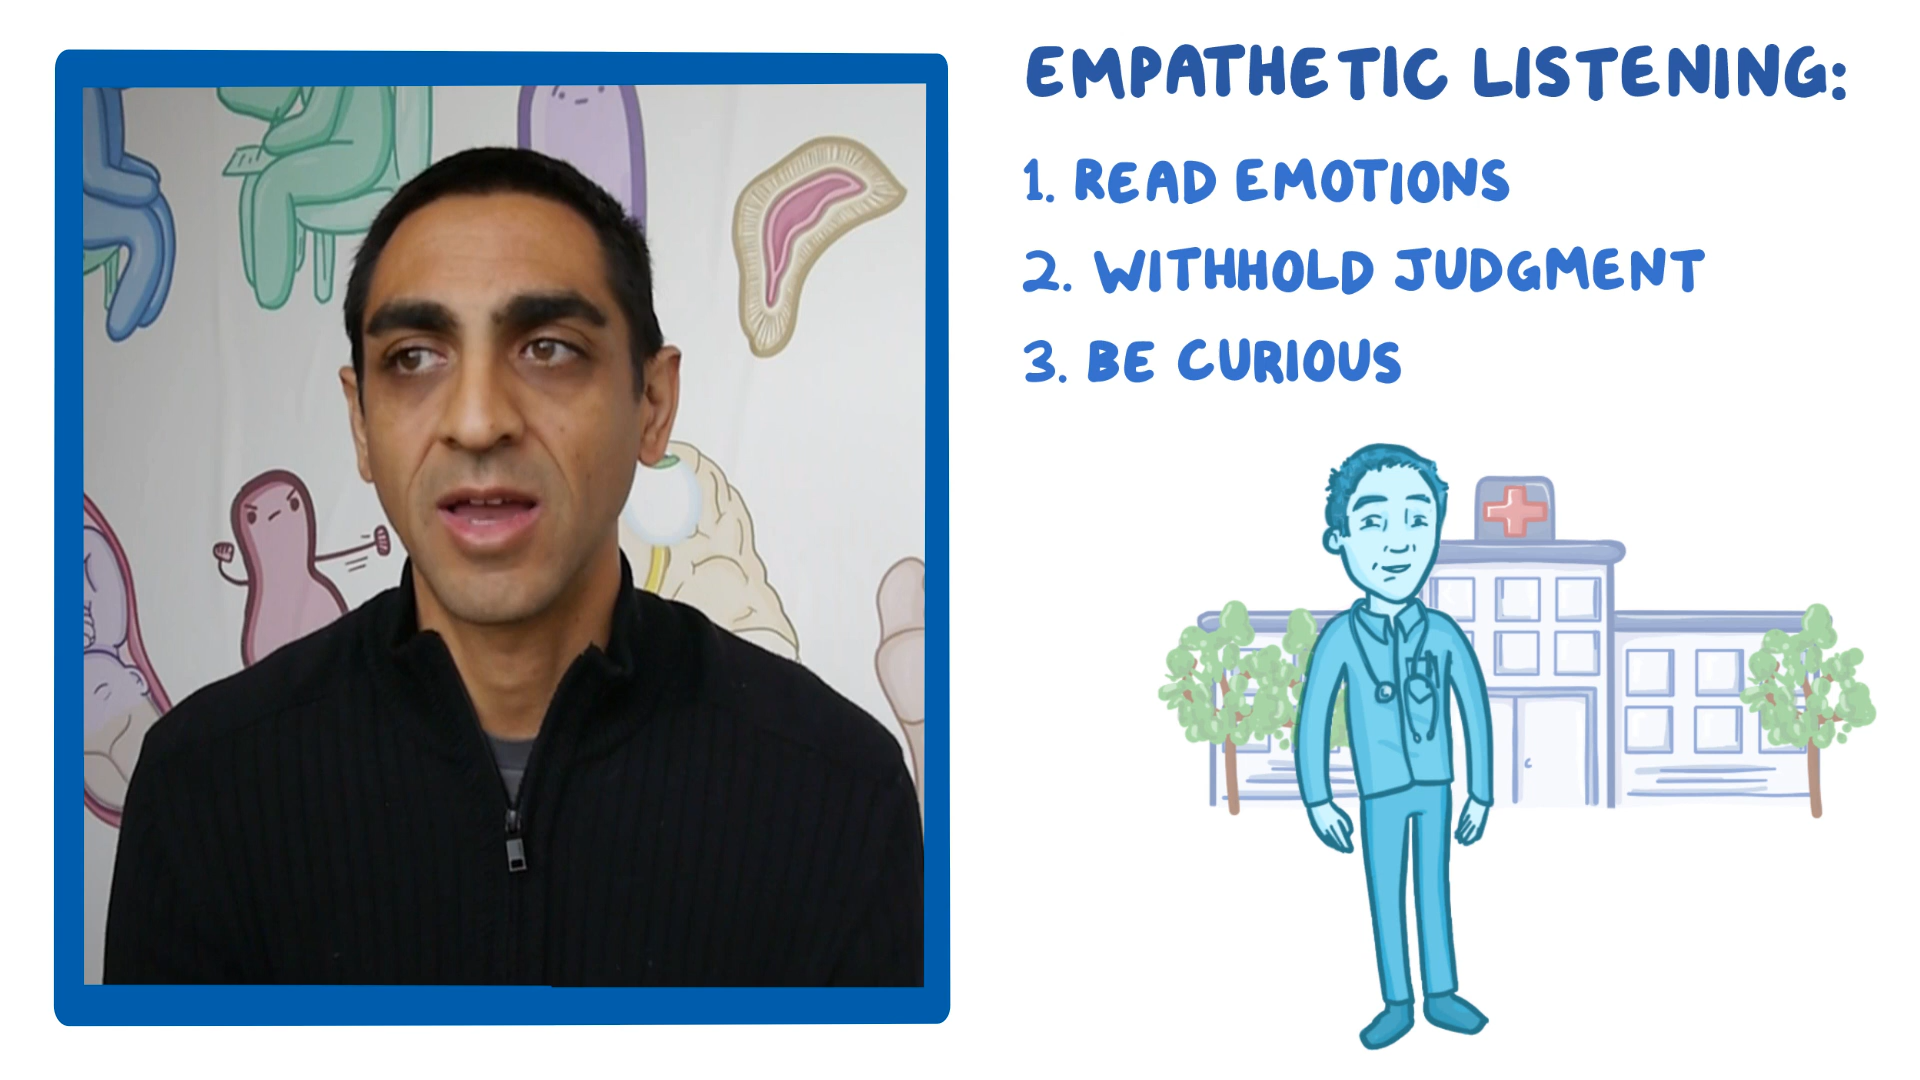 EMPATHETIC LISTENING:
1. READ EMOTIONS
2. WITHHOLD JUDGMENT
3. BE CURIOUS